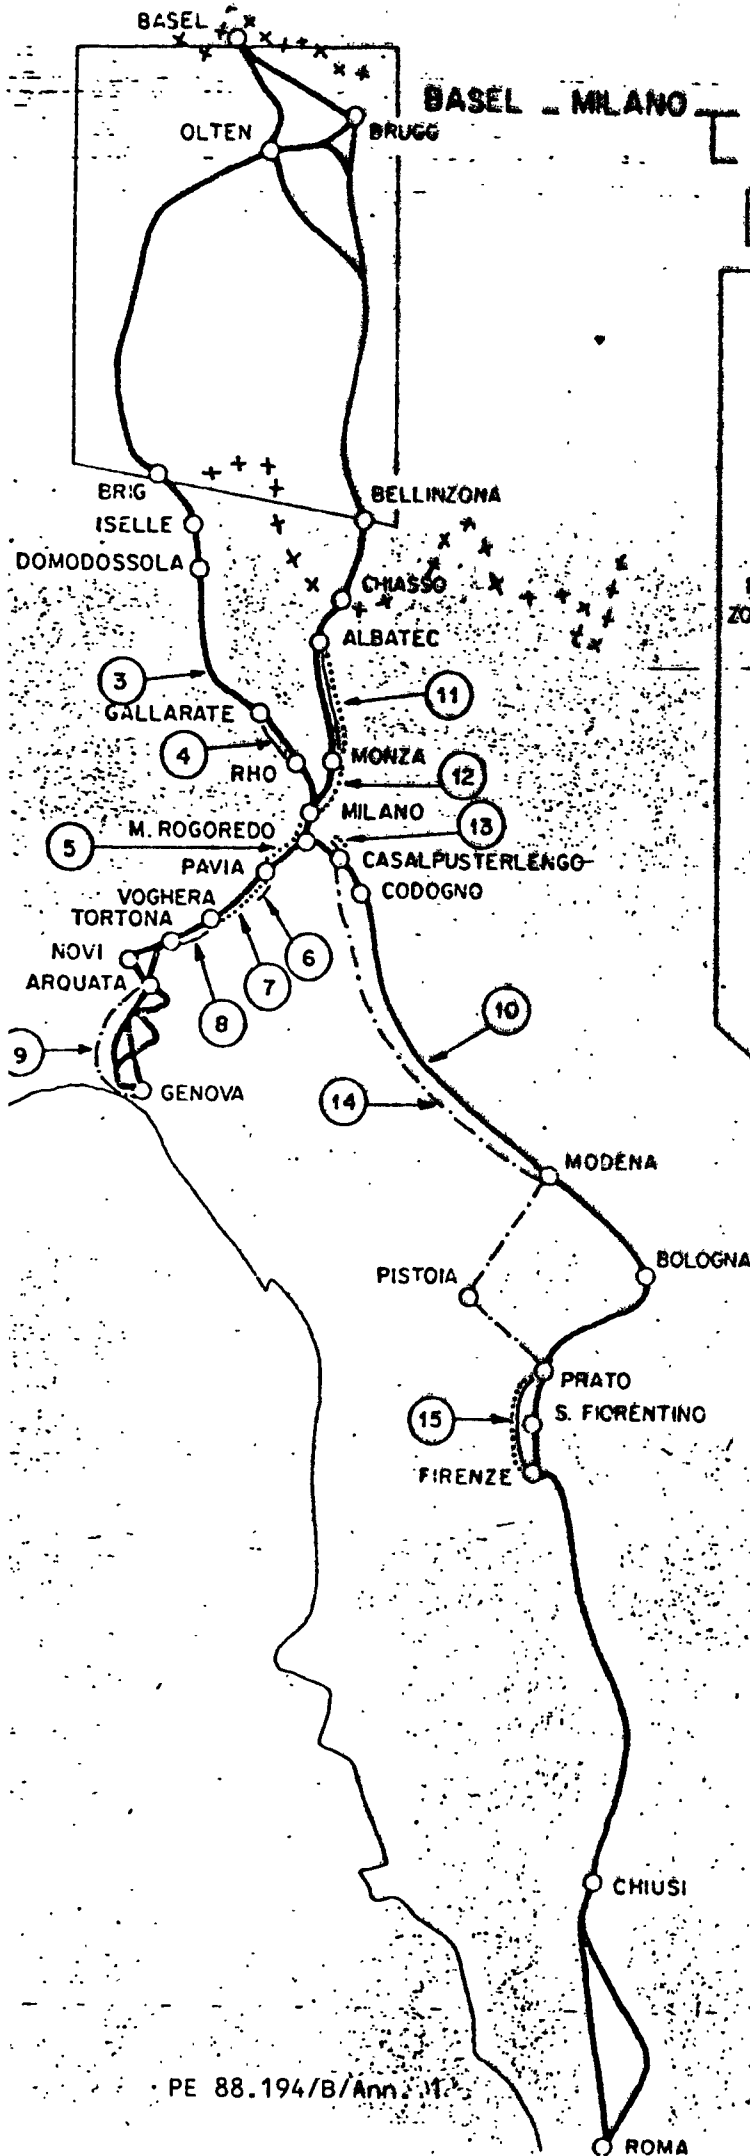 BASEL
BASEL _ MILANO
OLTEN
BRUGG
BRIG
BELLINZONA
ISELLE
DOMODOSSOLA
CHIASSO
ZO
ALBATEC
3
11
GALLARATE
4
RHO
MONZA
12
MILANO
M. ROGOREDO
13
5
PAVIA
CASALPUSTERLENGO
VOGHERA
CODOGNO
TORTONA
NOVI
6
ARQUATA
7
8
10
9
GENOVA
14
MODENA
PISTOIA
BOLOGNA
PRATO
15
S. FIORENTINO
FIRENZE
CHIUSI
PE 88.194/B/Ann. 1
ROMA